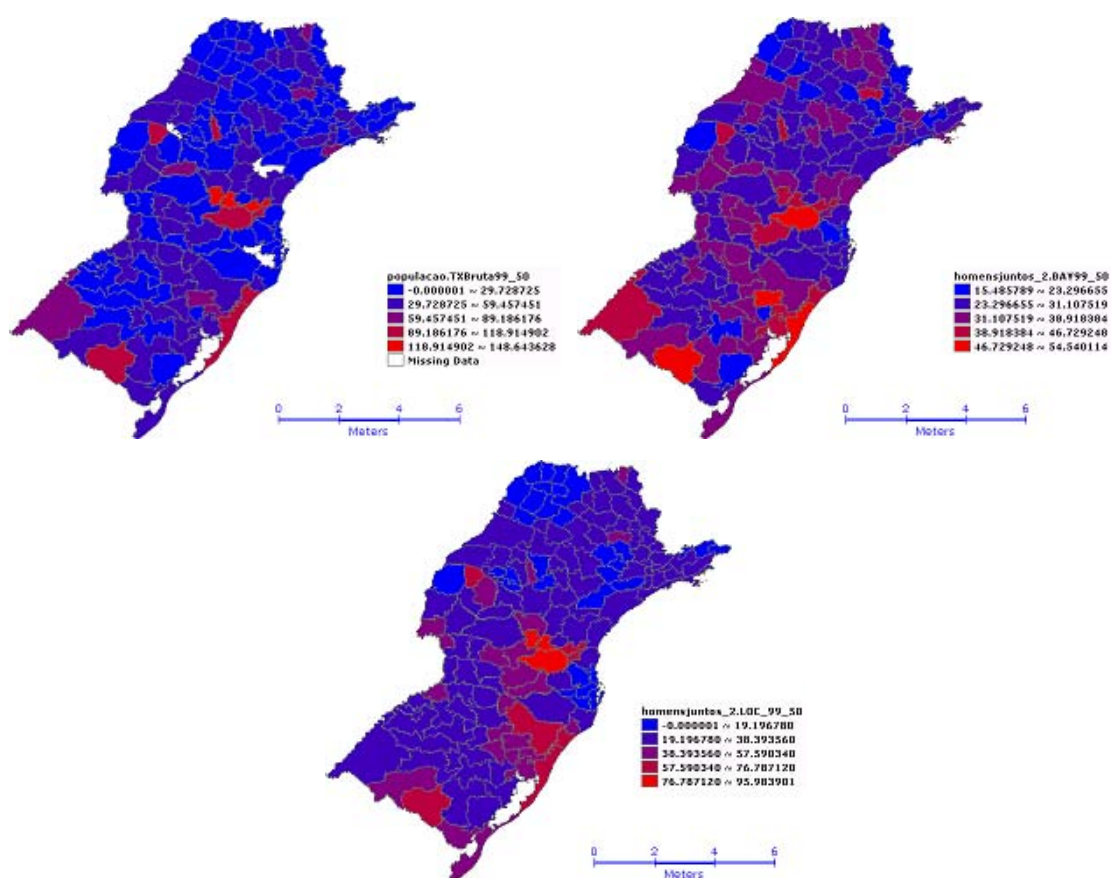 populacao.TXBruta99_50
-0.000001 ~ 29.728725
29.728725 ~ 59.457451
59.457451 ~ 89.186176
89.186176 ~ 118.914902
118.914902 ~ 148.643628
Missing Data
0 2 4 6
Meters
homensjuntos_2.BAY99_50
15.485789 ~ 23.296655
23.296655 ~ 31.107519
31.107519 ~ 38.918384
38.918384 ~ 46.729248
46.729248 ~ 54.540114
0 2 4 6
Meters
homensjuntos_2.LOC_99_50
-0.000001 ~ 19.196780
19.196780 ~ 38.393560
38.393560 ~ 57.590340
57.590340 ~ 76.787120
76.787120 ~ 95.983901
0 2 4 6
Meters